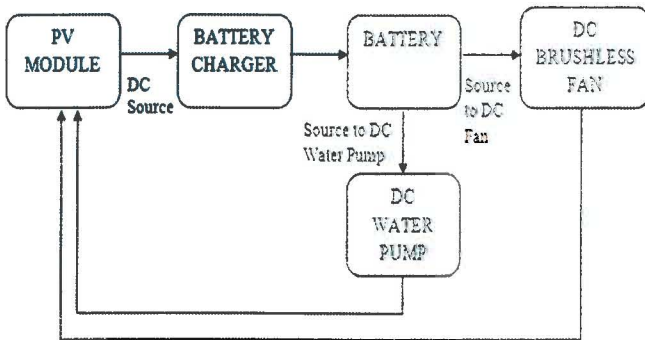 PV
MODULE
DC
Source
BATTERY
CHARGER
BATTERY
Source
to DC
Fan
DC
BRUSHLESS
FAN
Source to DC
Water Pump
DC
WATER
PUMP